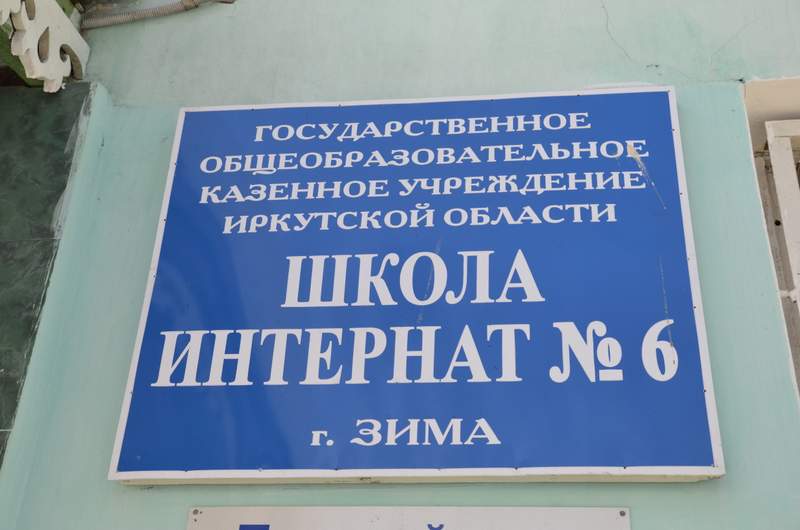 ГОСУДАРСТВЕННОЕ
ОБЩЕОБРАЗОВАТЕЛЬНОЕ
КАЗЕННОЕ УЧРЕЖДЕНИЕ
ИРКУТСКОЙ ОБЛАСТИ
ШКОЛА
ИНТЕРНАТ № 6
г. ЗИМА